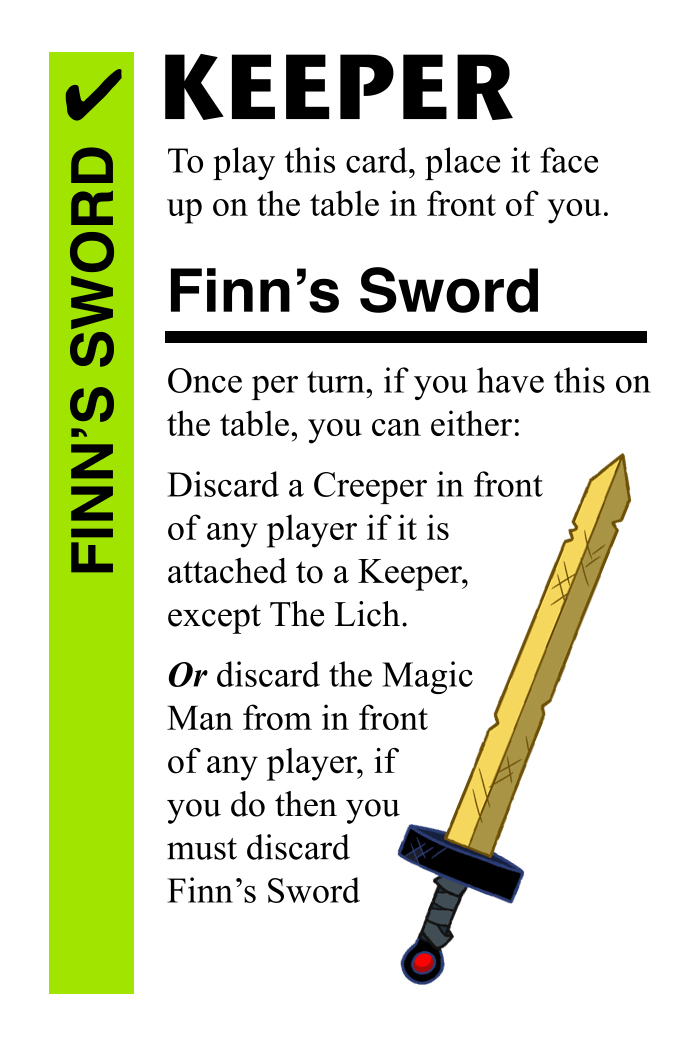 ✔ FINN’S SWORD
KEEPER
To play this card, place it face
up on the table in front of you.
Finn’s Sword
Once per turn, if you have this on
the table, you can either:
Discard a Creeper in front
of any player if it is
attached to a Keeper,
except The Lich.
Or discard the Magic
Man from in front
of any player, if
you do then you
must discard
Finn’s Sword